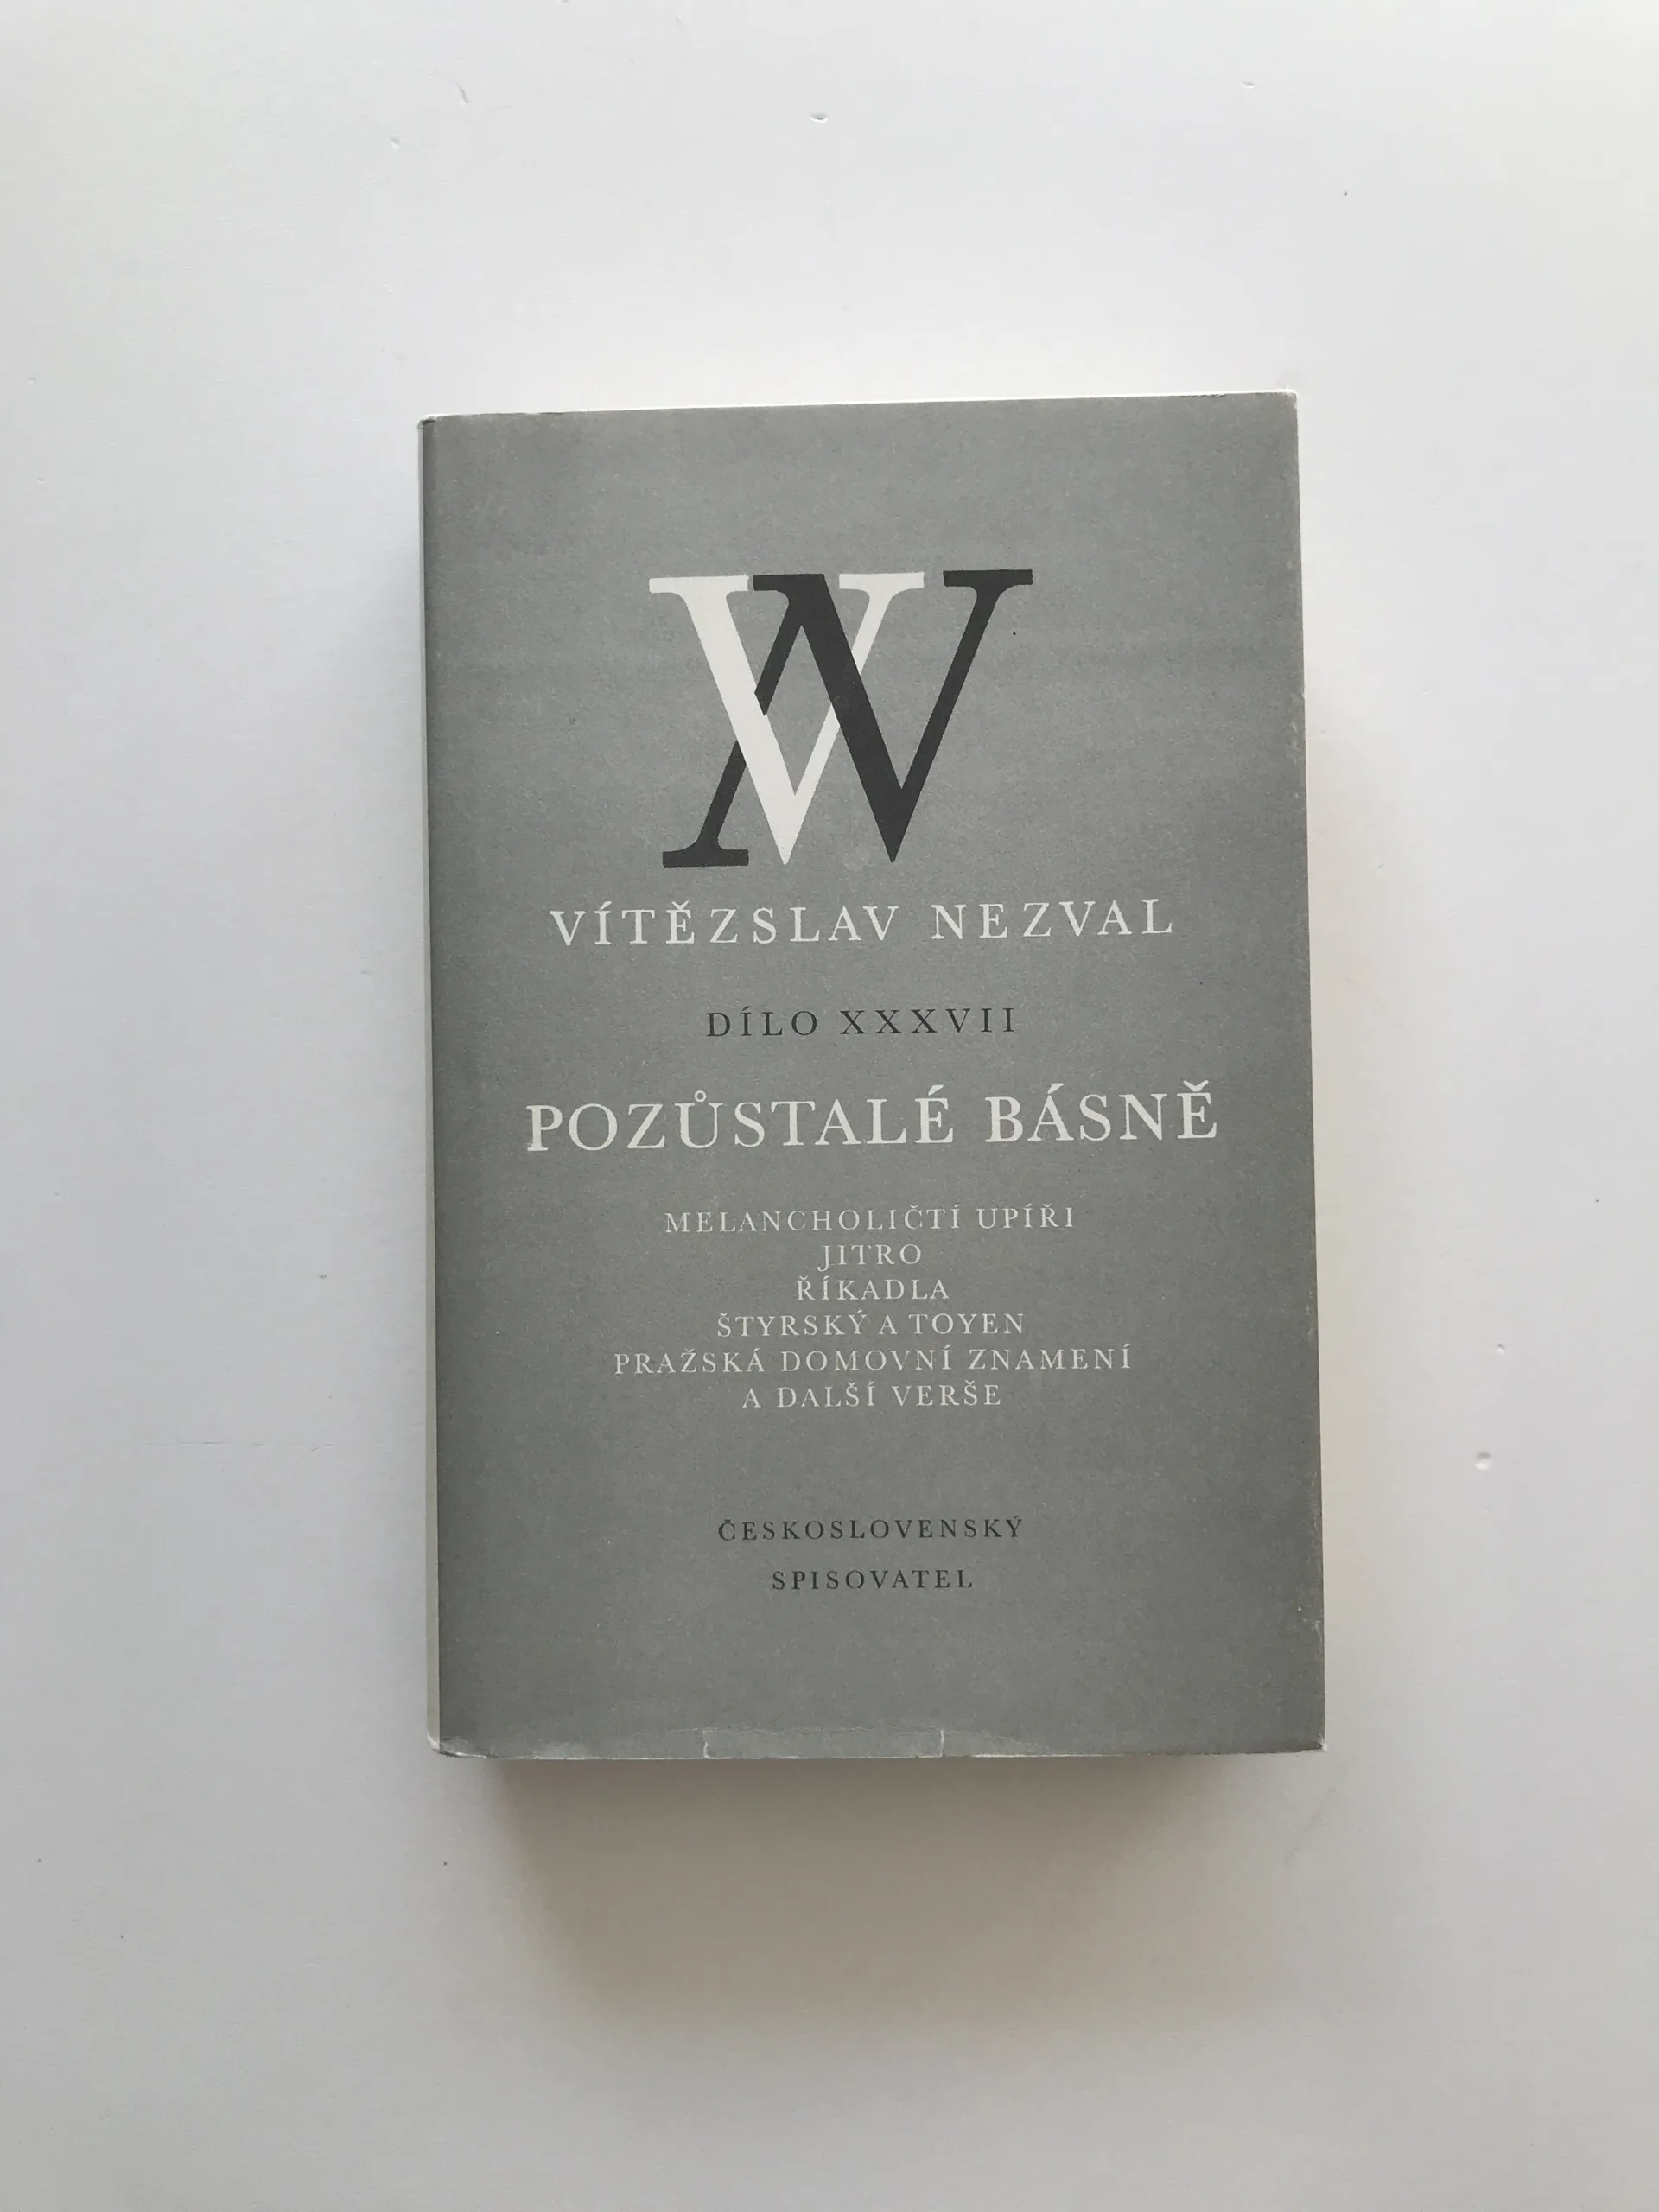 VN
VÍTĚZSLAV NEZVAL
DÍLO XXXVII
POZŮSTALÉ BÁSNĚ
MELANCHOLIČTÍ UPÍŘI
JITRO
ŘÍKADLA
ŠTYRSKÝ A TOYEN
PRAŽSKÁ DOMOVNÍ ZNAMENÍ
A DALŠÍ VERŠE
ČESKOSLOVENSKÝ
SPISOVATEL